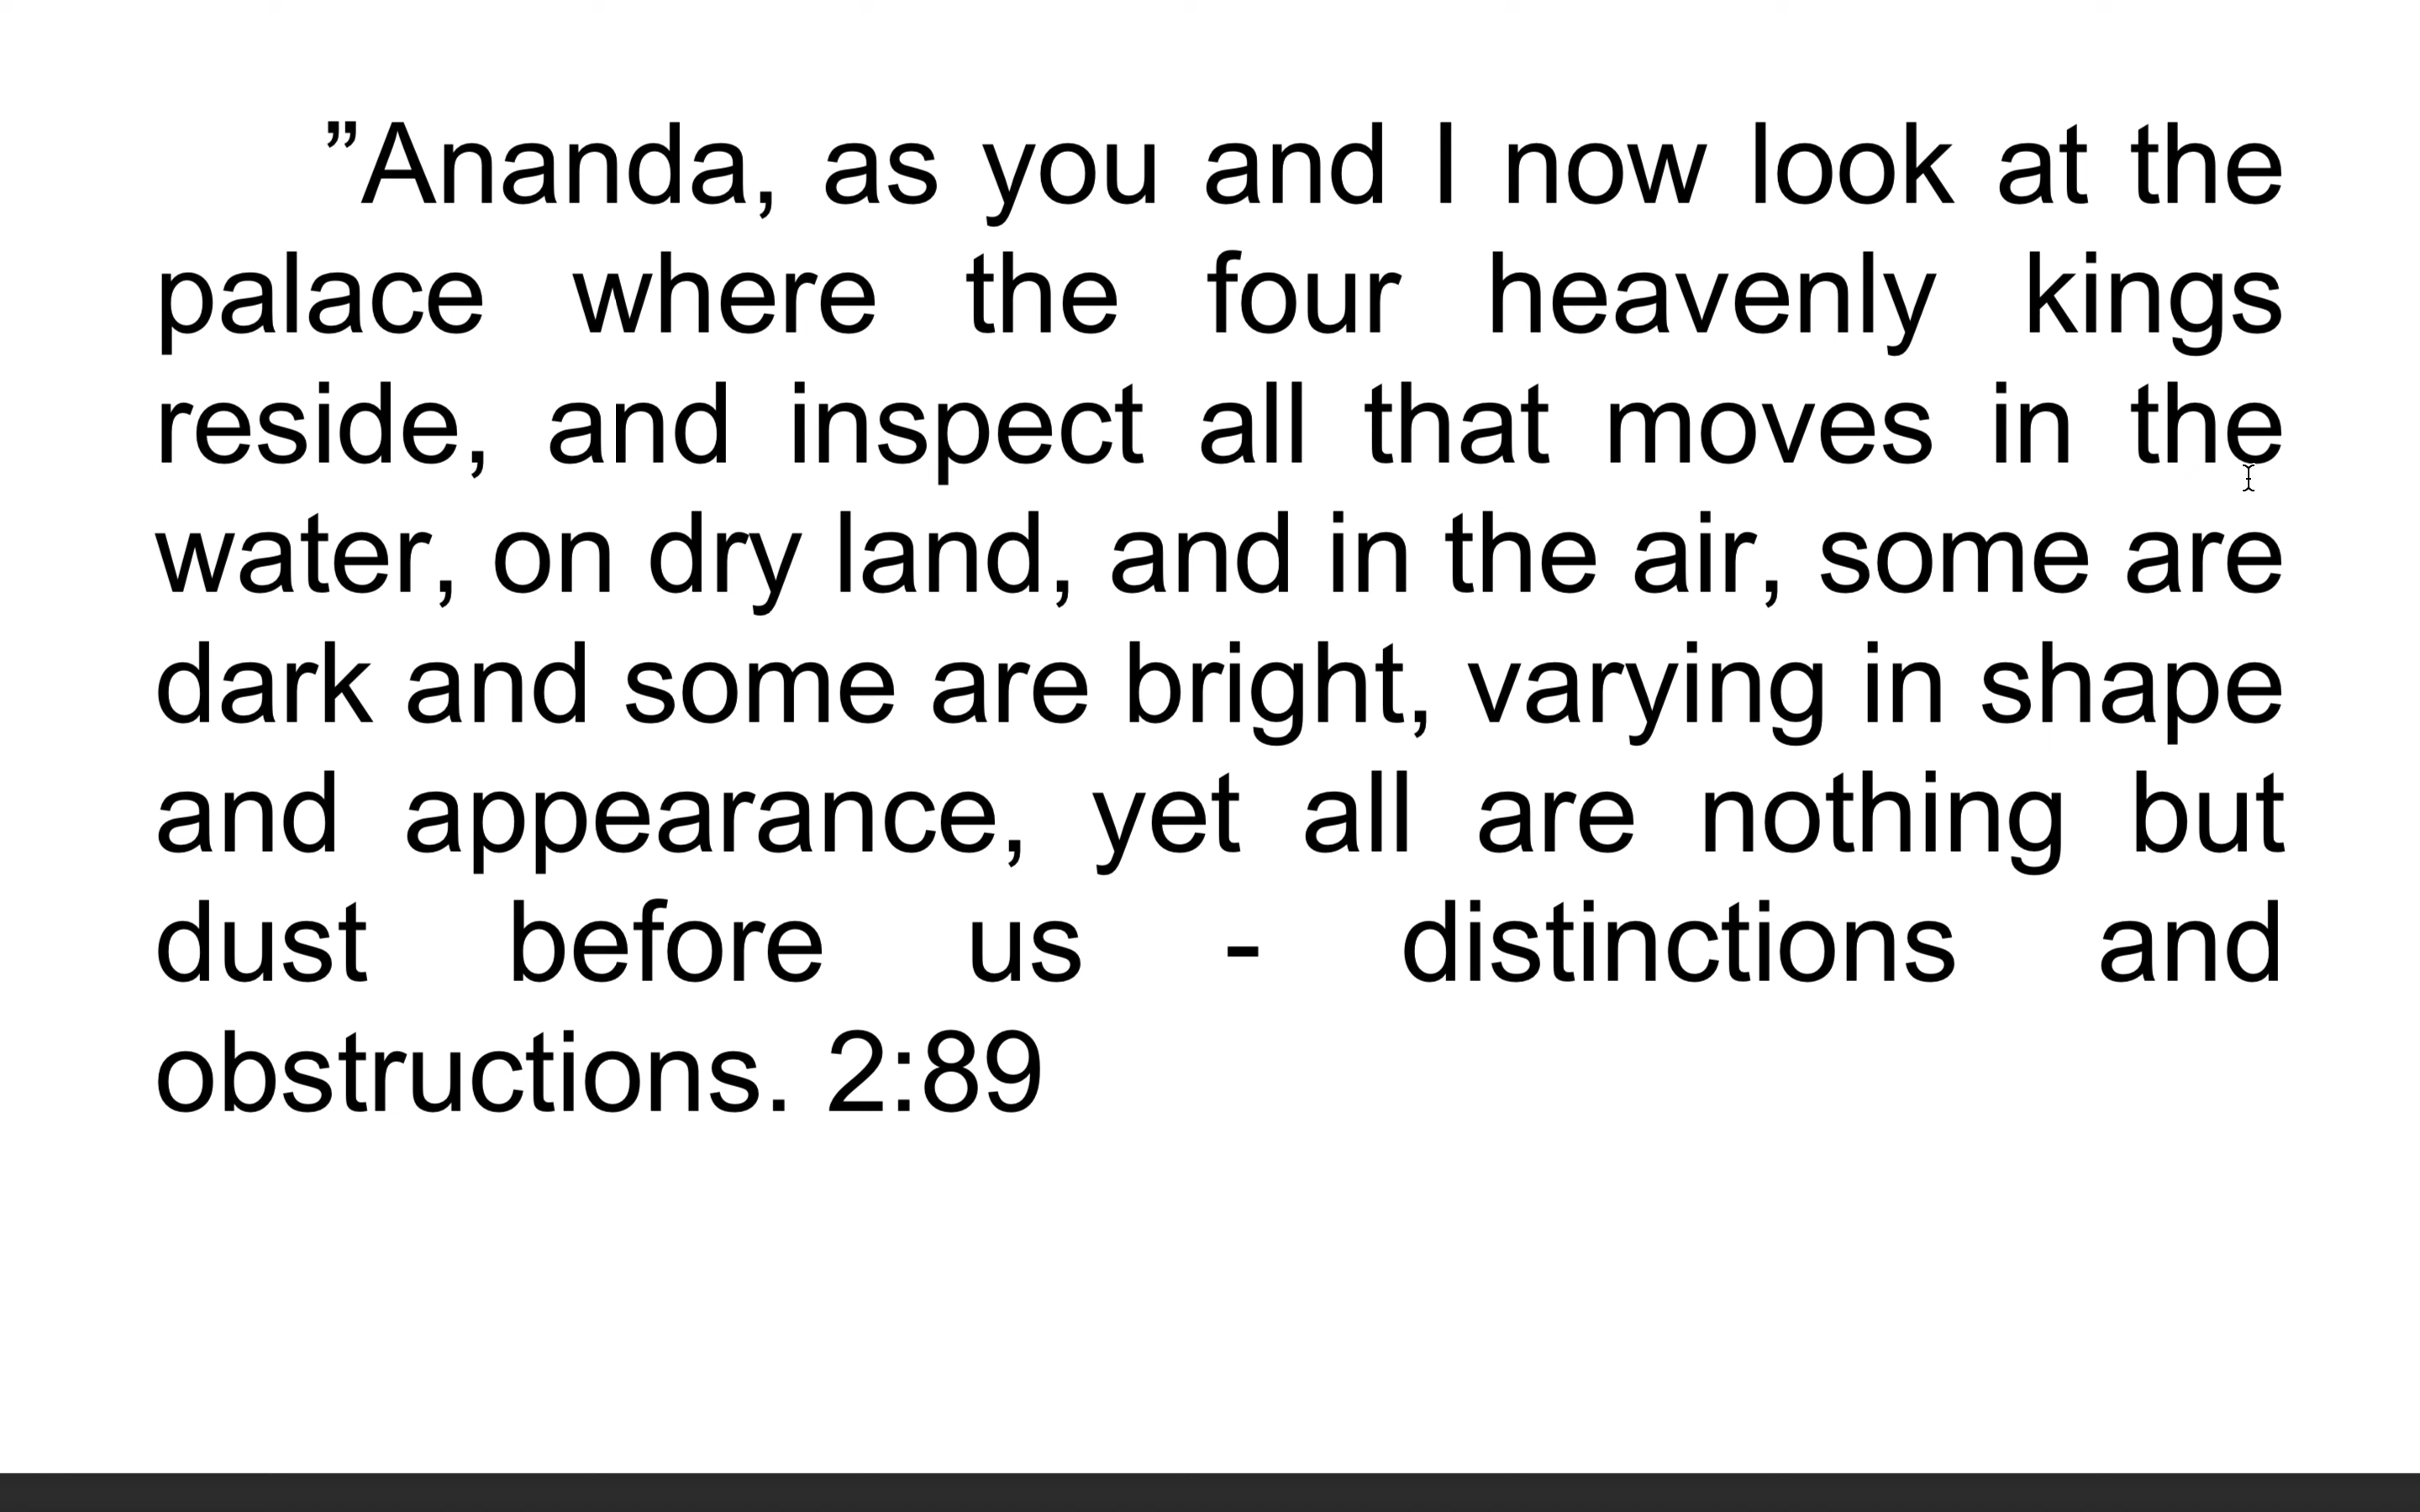 ”Ananda, as you and I now look at the
palace where the four heavenly kings
reside, and inspect all that moves in the
water, on dry land, and in the air, some are
dark and some are bright, varying in shape
and appearance, yet all are nothing but
dust before us - distinctions and
obstructions. 2:89